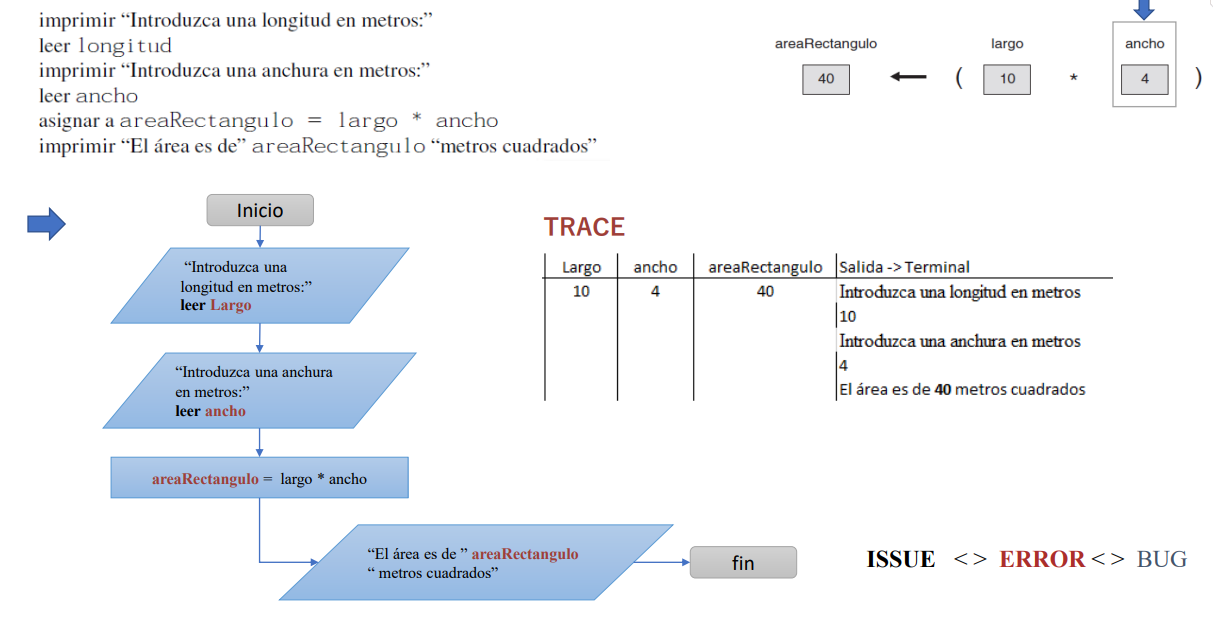 imprimir “Introduzca una longitud en metros:”
leer longitud
imprimir “Introduzca una anchura en metros:”
leer ancho
asignar a areaRectangulo = largo * ancho
imprimir “El área es de” areaRectangulo “metros cuadrados”
areaRectangulo largo ancho
40 ( 10 * 4 )
Inicio
“Introduzca una
longitud en metros:”
leer Largo
“Introduzca una anchura
en metros:”
leer ancho
areaRectangulo = largo * ancho
“El área es de ” areaRectangulo
“ metros cuadrados”
fin
TRACE
Largo ancho areaRectangulo Salida -> Terminal
10 4 40 Introduzca una longitud en metros
10
Introduzca una anchura en metros
4
El área es de 40 metros cuadrados
ISSUE <> ERROR <> BUG